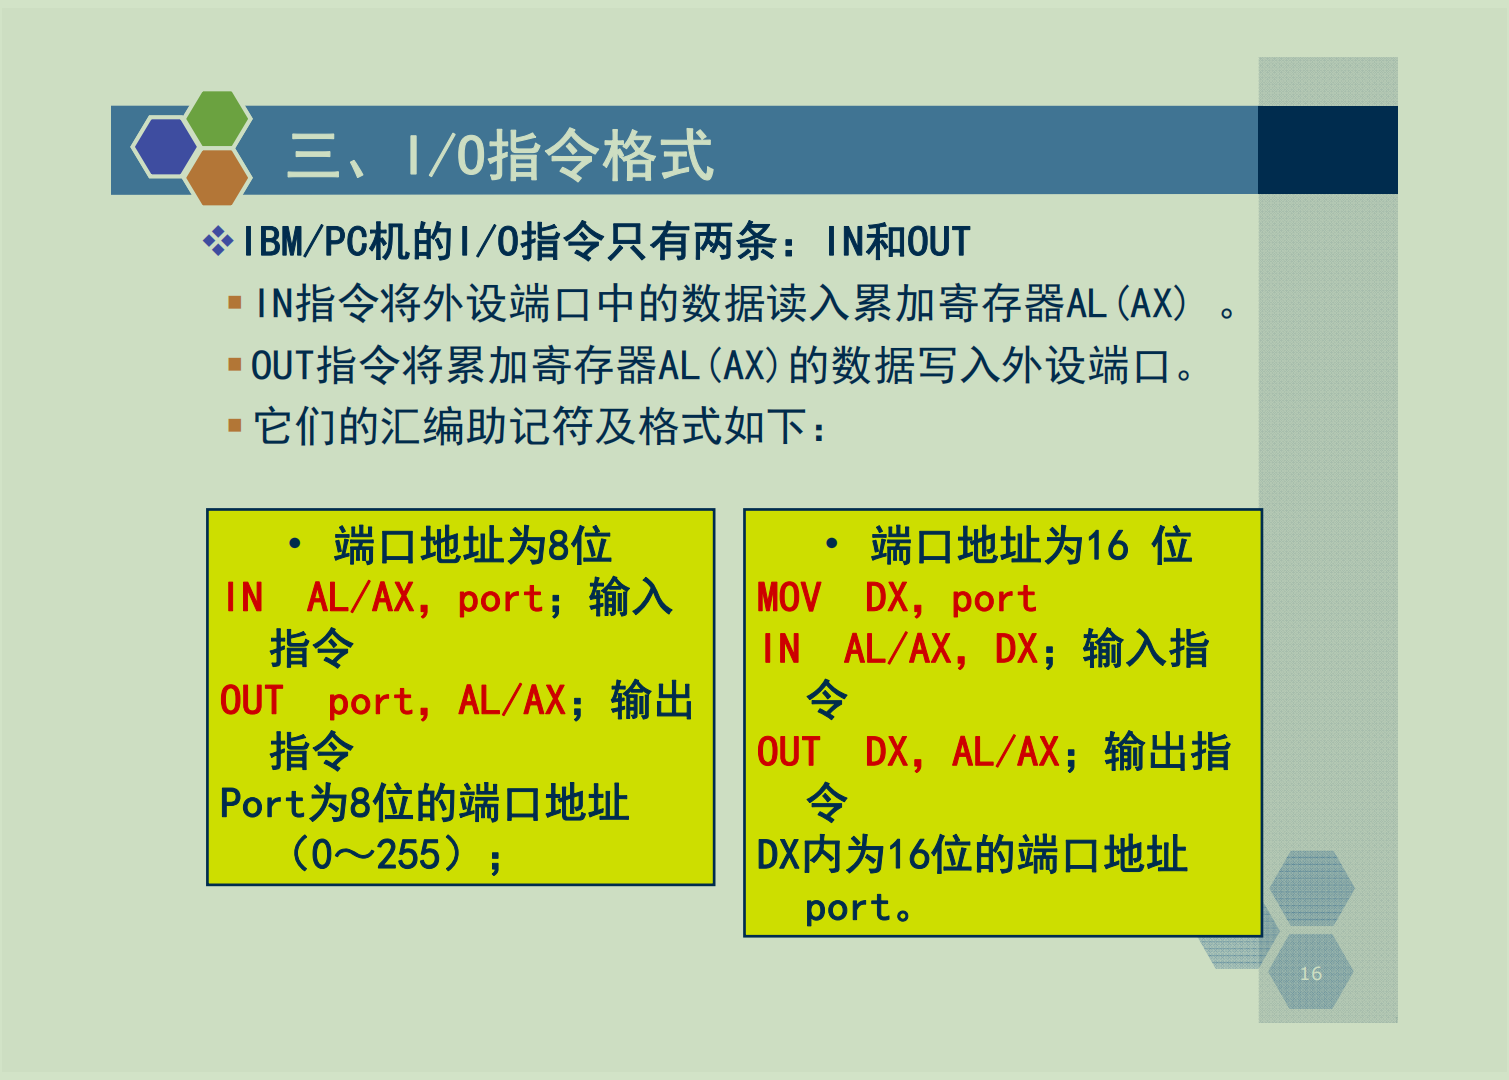 三、I/O指令格式
IBM/PC机的I/O指令只有两条：IN和OUT
IN指令将外设端口中的数据读入累加寄存器AL(AX) 。
OUT指令将累加寄存器AL(AX)的数据写入外设端口。
它们的汇编助记符及格式如下：
• 端口地址为8位
IN AL/AX，port；输入
指令
OUT port，AL/AX；输出
指令
Port为8位的端口地址
（0～255）；
• 端口地址为16 位
MOV DX，port
IN AL/AX，DX；输入指
令
OUT DX，AL/AX；输出指
令
DX内为16位的端口地址
port。
16